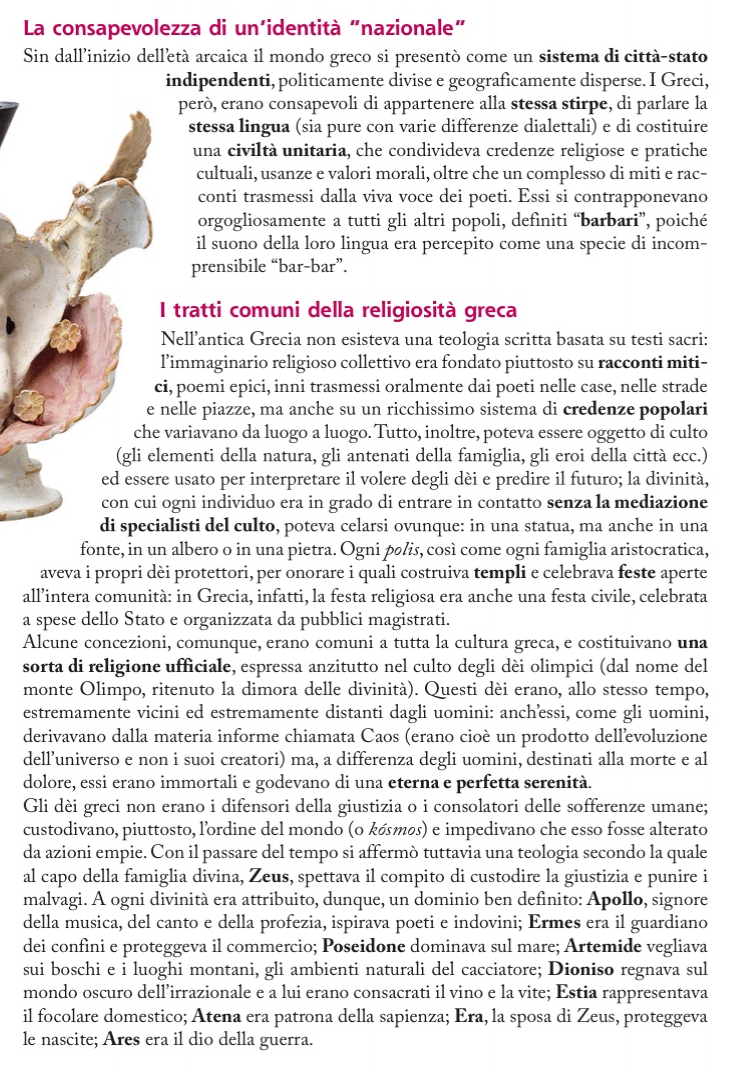 La consapevolezza di un'identità "nazionale"
Sin dall'inizio dell'età arcaica il mondo greco si presentò come un sistema di città-stato
indipendenti, politicamente divise e geograficamente disperse. I Greci,
però, erano consapevoli di appartenere alla stessa stirpe, di parlare la
stessa lingua (sia pure con varie differenze dialettali) e di costituire
una civiltà unitaria, che condivideva credenze religiose e pratiche
cultuali, usanze e valori morali, oltre che un complesso di miti e rac-
conti trasmessi dalla viva voce dei poeti. Essi si contrapponevano
orgogliosamente a tutti gli altri popoli, definiti "barbari", poiché
il suono della loro lingua era percepito come una specie di incom-
prensibile "bar-bar".
I tratti comuni della religiosità greca
Nell'antica Grecia non esisteva una teologia scritta basata su testi sacri:
l'immaginario religioso collettivo era fondato piuttosto su racconti miti-
ci, poemi epici, inni trasmessi oralmente dai poeti nelle case, nelle strade
e nelle piazze, ma anche su un ricchissimo sistema di credenze popolari
che variavano da luogo a luogo. Tutto, inoltre, poteva essere oggetto di culto
(gli elementi della natura, gli antenati della famiglia, gli eroi della città ecc.)
ed essere usato per interpretare il volere degli dèi e predire il futuro; la divinità,
con cui ogni individuo era in grado di entrare in contatto senza la mediazione
di specialisti del culto, poteva celarsi ovunque: in una statua, ma anche in una
fonte, in un albero o in una pietra. Ogni polis, così come ogni famiglia aristocratica,
aveva i propri dèi protettori, per onorare i quali costruiva templi e celebrava feste aperte
all'intera comunità: in Grecia, infatti, la festa religiosa era anche una festa civile, celebrata
a spese dello Stato e organizzata da pubblici magistrati.
Alcune concezioni, comunque, erano comuni a tutta la cultura greca, e costituivano una
sorta di religione ufficiale, espressa anzitutto nel culto degli dèi olimpici (dal nome del
monte Olimpo, ritenuto la dimora delle divinità). Questi dèi erano, allo stesso tempo,
estremamente vicini ed estremamente distanti dagli uomini: anch'essi, come gli uomini,
derivavano dalla materia informe chiamata Caos (erano cioè un prodotto dell'evoluzione
dell'universo e non i suoi creatori) ma, a differenza degli uomini, destinati alla morte e al
dolore, essi erano immortali e godevano di una eterna e perfetta serenità.
Gli dèi greci non erano i difensori della giustizia o i consolatori delle sofferenze umane;
custodivano, piuttosto, l'ordine del mondo (o kósmos) e impedivano che esso fosse alterato
da azioni empie. Con il passare del tempo si affermò tuttavia una teologia secondo la quale
al capo della famiglia divina, Zeus, spettava il compito di custodire la giustizia e punire i
malvagi. A ogni divinità era attribuito, dunque, un dominio ben definito: Apollo, signore
della musica, del canto e della profezia, ispirava poeti e indovini; Ermes era il guardiano
dei confini e proteggeva il commercio; Poseidone dominava sul mare; Artemide vegliava
sui boschi e i luoghi montani, gli ambienti naturali del cacciatore; Dioniso regnava sul
mondo oscuro dell'irrazionale e a lui erano consacrati il vino e la vite; Estia rappresentava
il focolare domestico; Atena era patrona della sapienza; Era, la sposa di Zeus, proteggeva
le nascite; Ares era il dio della guerra.